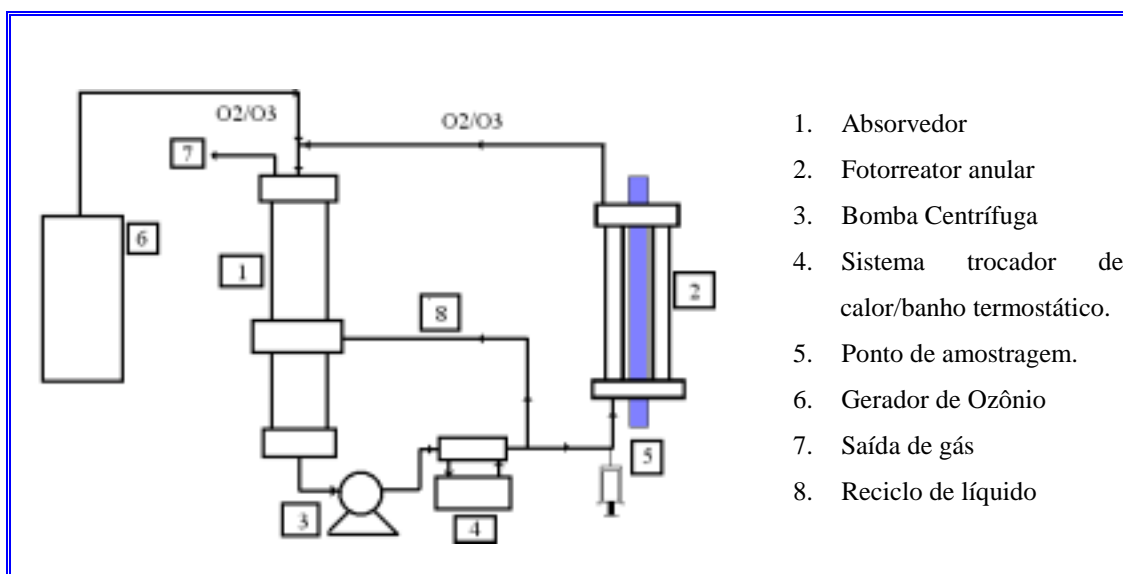 O2/O3
O2/O3
7
6
1
8
2
5
3
4
1. Absorvedor
2. Fotorreator anular
3. Bomba Centrífuga
4. Sistema trocador de
calor/banho termostático.
5. Ponto de amostragem.
6. Gerador de Ozônio
7. Saída de gás
8. Reciclo de líquido